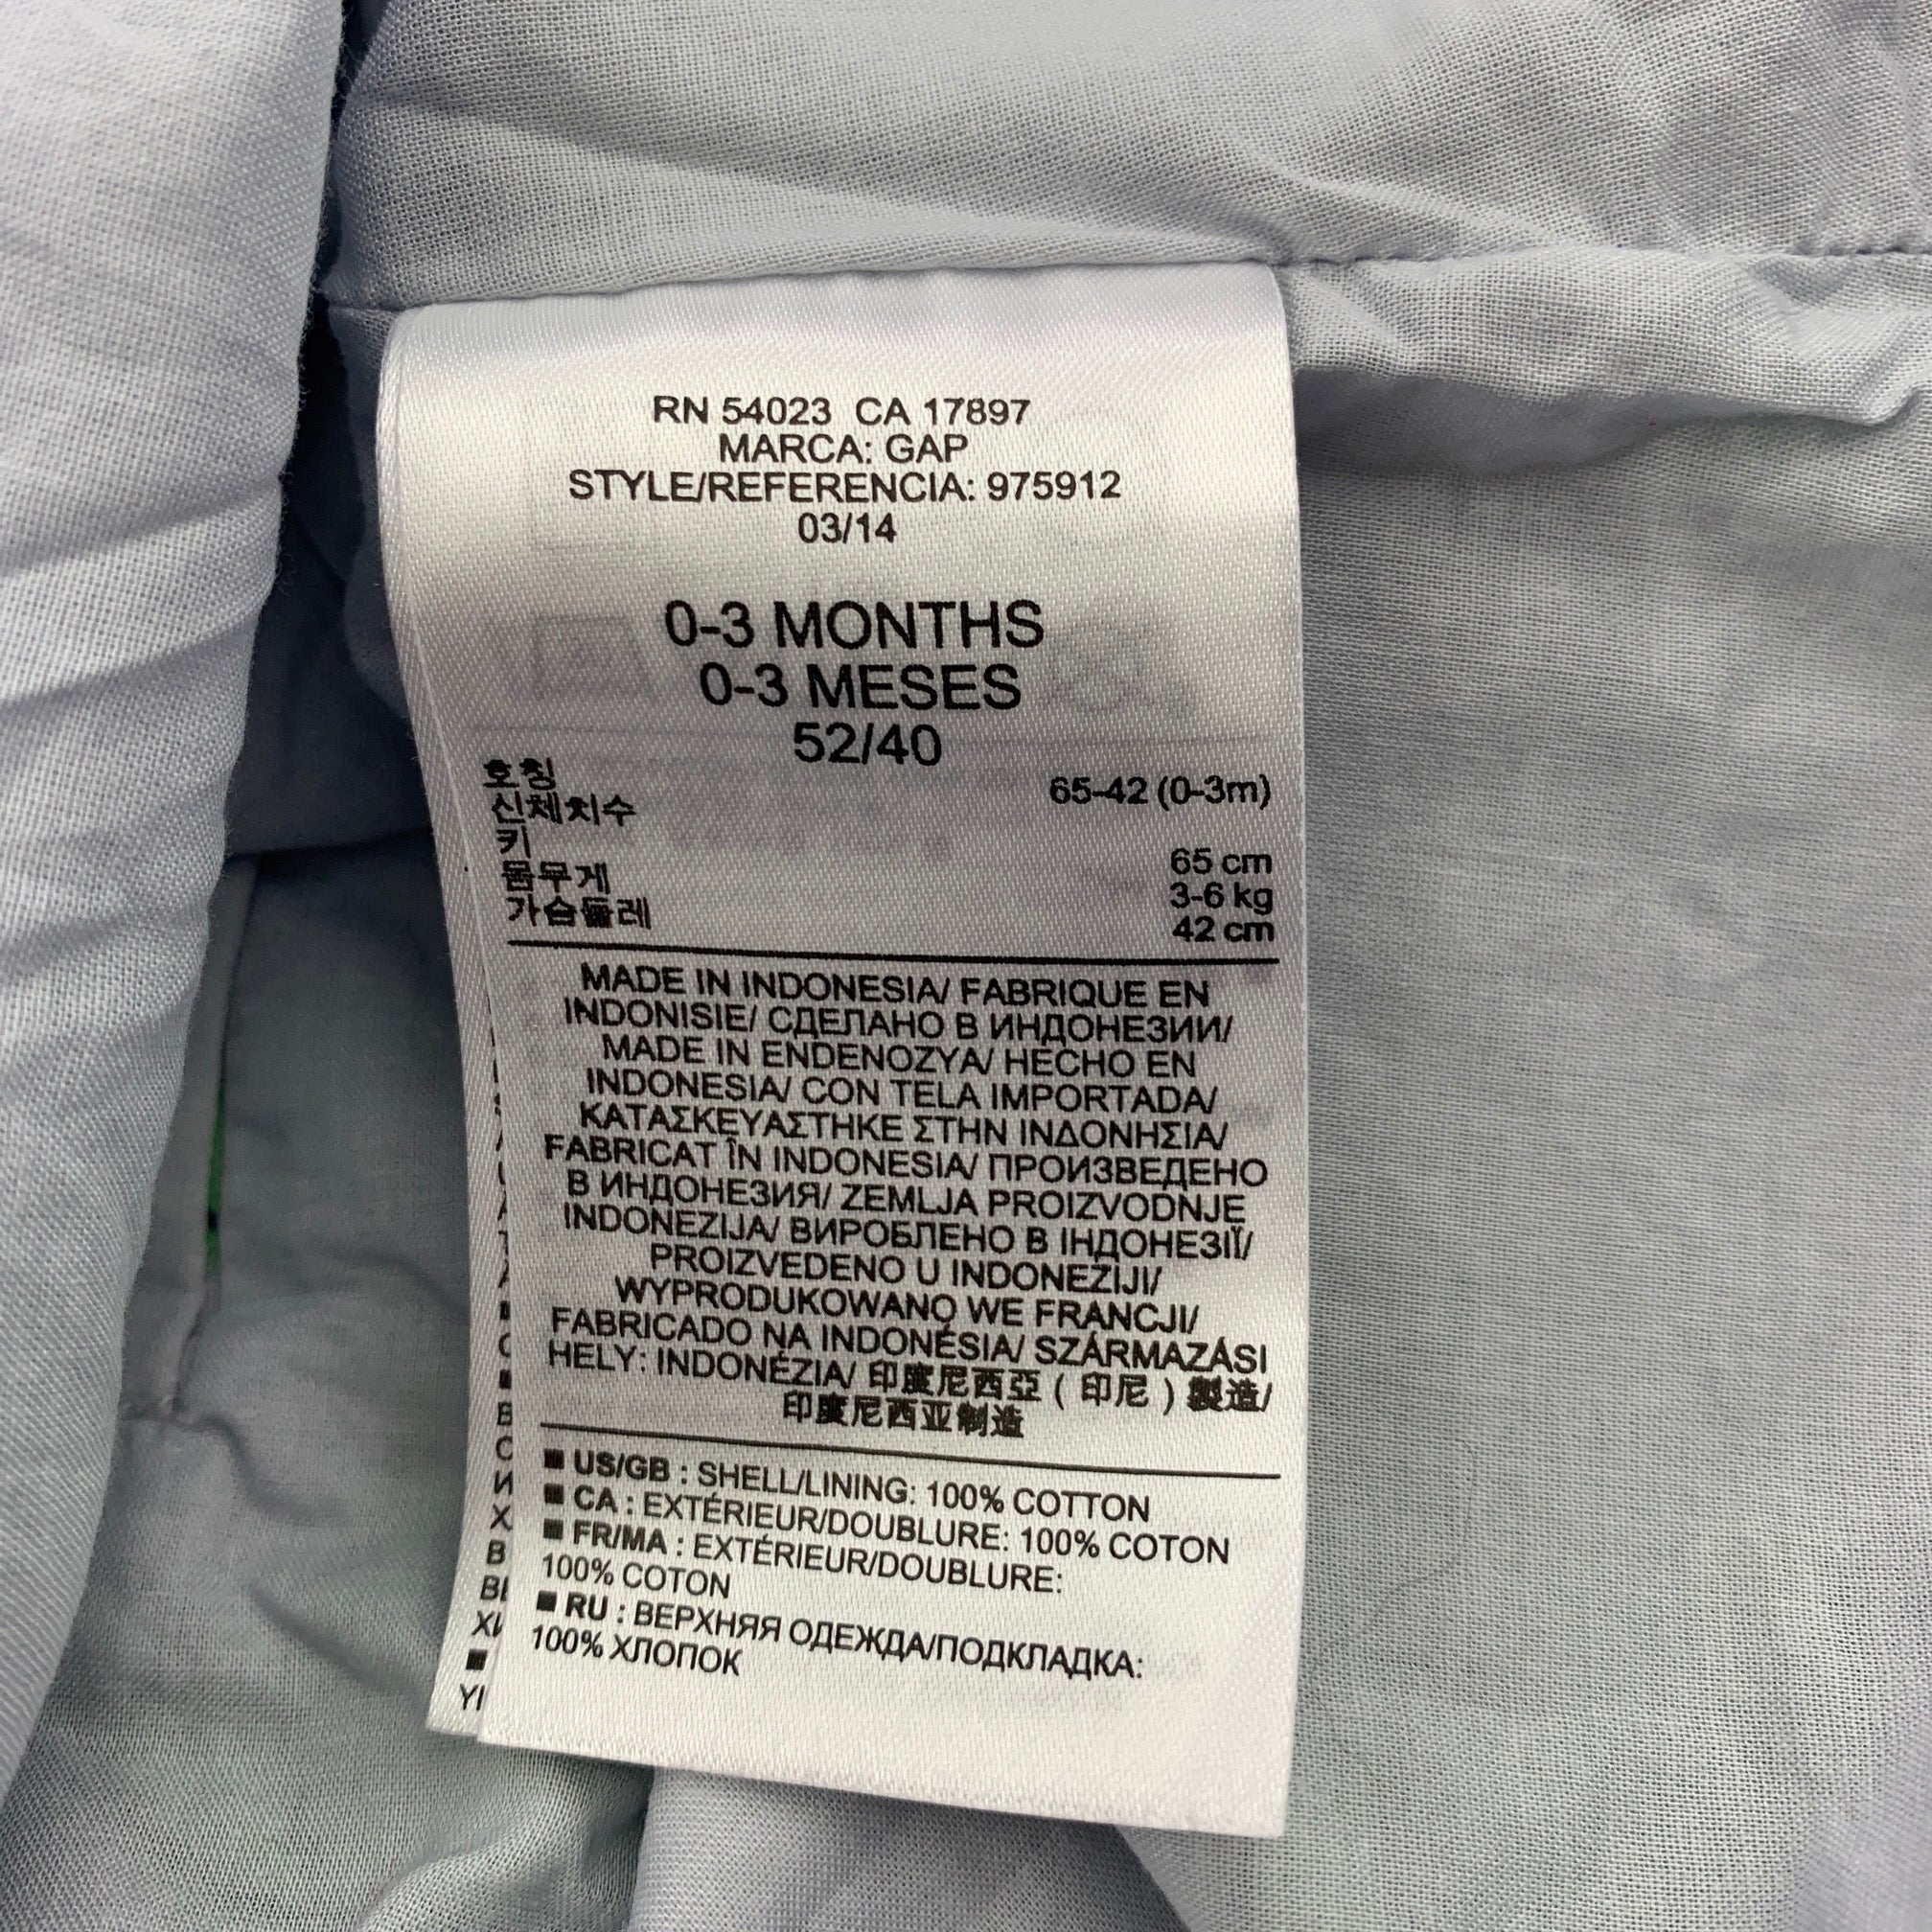 RN 54023 CA 17897
MARCA: GAP
STYLE/REFERENCIA: 975912
03/14
0-3 MONTHS
0-3 MESES
52/40
호칭 65-42 (0-3m)
신체치수
키 65 cm
몸무게 3-6 kg
가슴둘레 42 cm
MADE IN INDONESIA/ FABRIQUE EN
INDONISIE/ СДЕЛАНО В ИНДОНЕЗИИ/
MADE IN ENDENOZYA/ HECHO EN
INDONESIA/ CON TELA IMPORTADA/
ΚΑΤΑΣΚΕΥΑΣΤΗΚΕ ΣΤΗΝ ΙΝΔΟΝΗΣΙΑ/
FABRICAT ÎN INDONESIA/ ПРОИЗВЕДЕНО
В ИНДОНЕЗИЯ/ ZEMLJA PROIZVODNJE
INDONEZIJA/ ВИРОБЛЕНО В ІНДОНЕЗІЇ/
PROIZVEDENO U INDONEZIJI/
WYPRODUKOWANO WE FRANCJI/
FABRICADO NA INDONÉSIA/ SZÁRMAZÁSI
HELY: INDONÉZIA/ 印度尼西亞 ( 印尼 ) 製造/
印度尼西亚制造
■ US/GB : SHELL/LINING: 100% COTTON
■ CA : EXTÉRIEUR/DOUBLURE: 100% COTON
■ FR/MA : EXTÉRIEUR/DOUBLURE:
100% COTON
■ RU : ВЕРХНЯЯ ОДЕЖДА/ПОДКЛАДКА:
100% ХЛОПОК